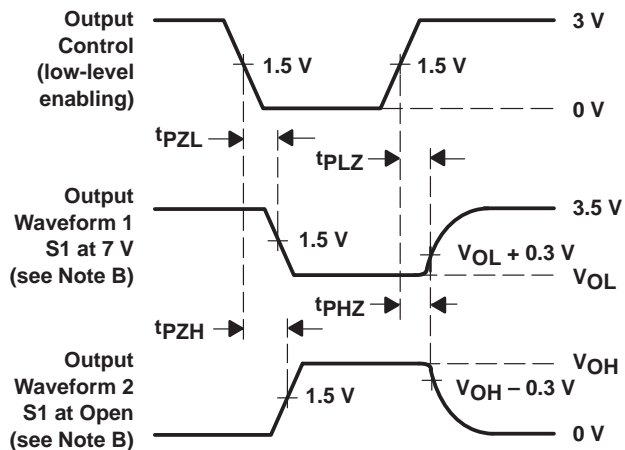 Output
Control
(low-level
enabling)
1.5 V
1.5 V
3 V
0 V
tPZL
tPLZ
Output
Waveform 1
S1 at 7 V
(see Note B)
1.5 V
3.5 V
VOL + 0.3 V
VOL
tPHZ
tPZH
Output
Waveform 2
S1 at Open
(see Note B)
1.5 V
VOH
VOH – 0.3 V
0 V